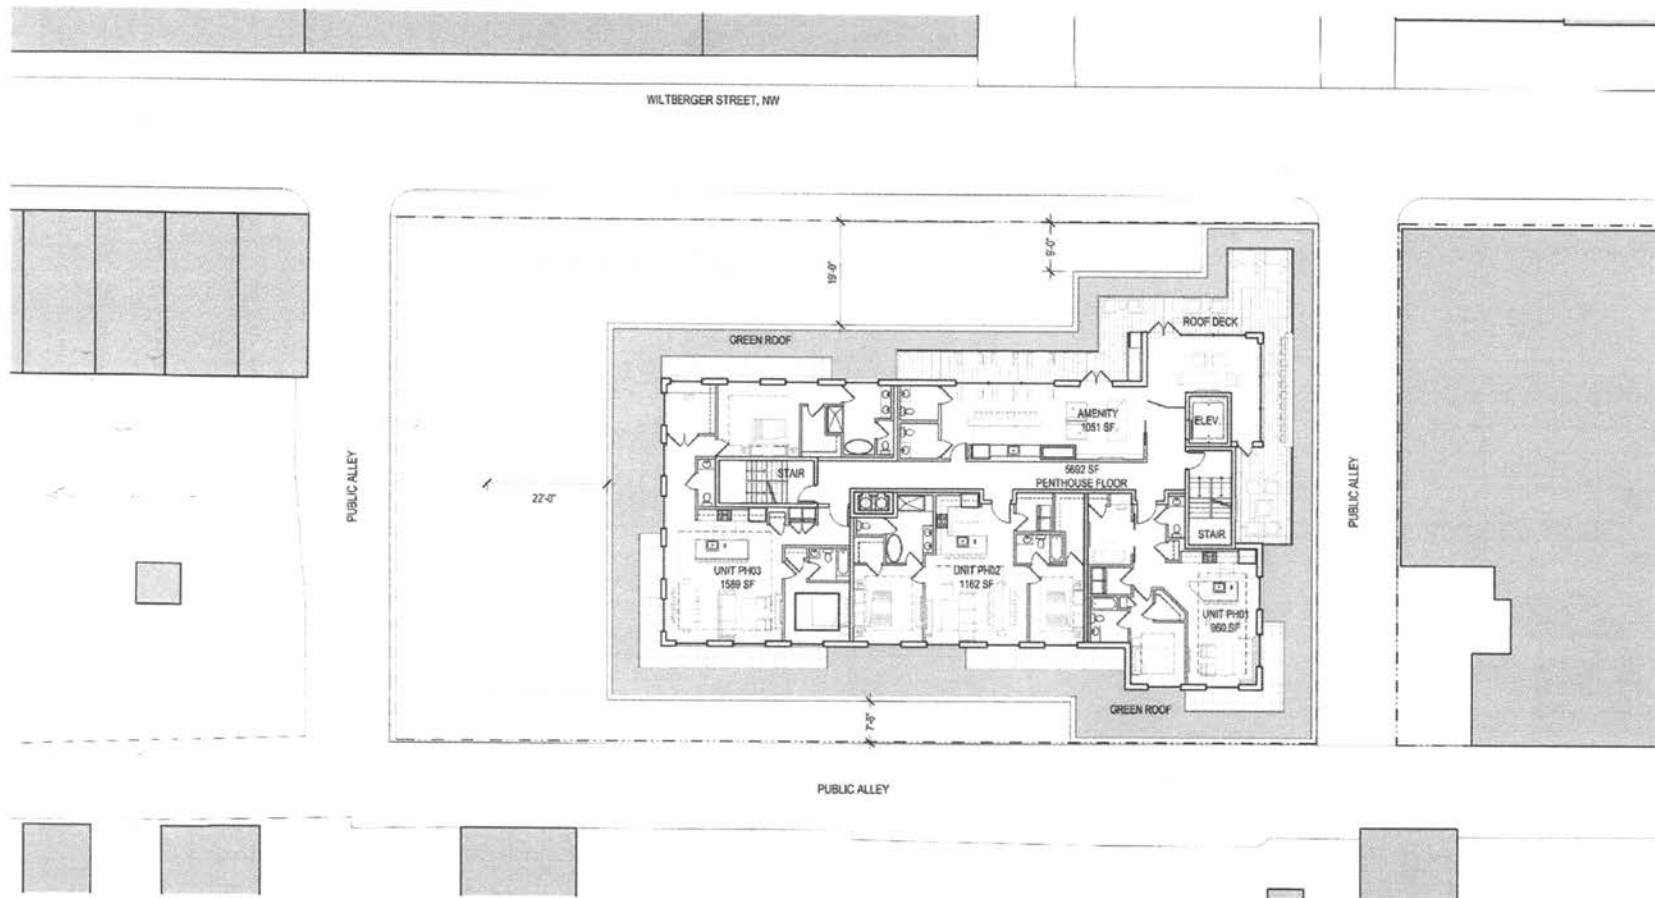 WILTBERGER STREET, NW
19'-0"
9'-0"
ROOF DECK
GREEN ROOF
AMENITY
1051 SF.
ELEV.
STAIR
5692 SF
PENTHOUSE FLOOR
PUBLIC ALLEY
22'-0"
PUBLIC ALLEY
STAIR
UNIT PH03
1589 SF
UNIT PH02
1162 SF
UNIT PH01
960 SF
GREEN ROOF
7'-6"
PUBLIC ALLEY